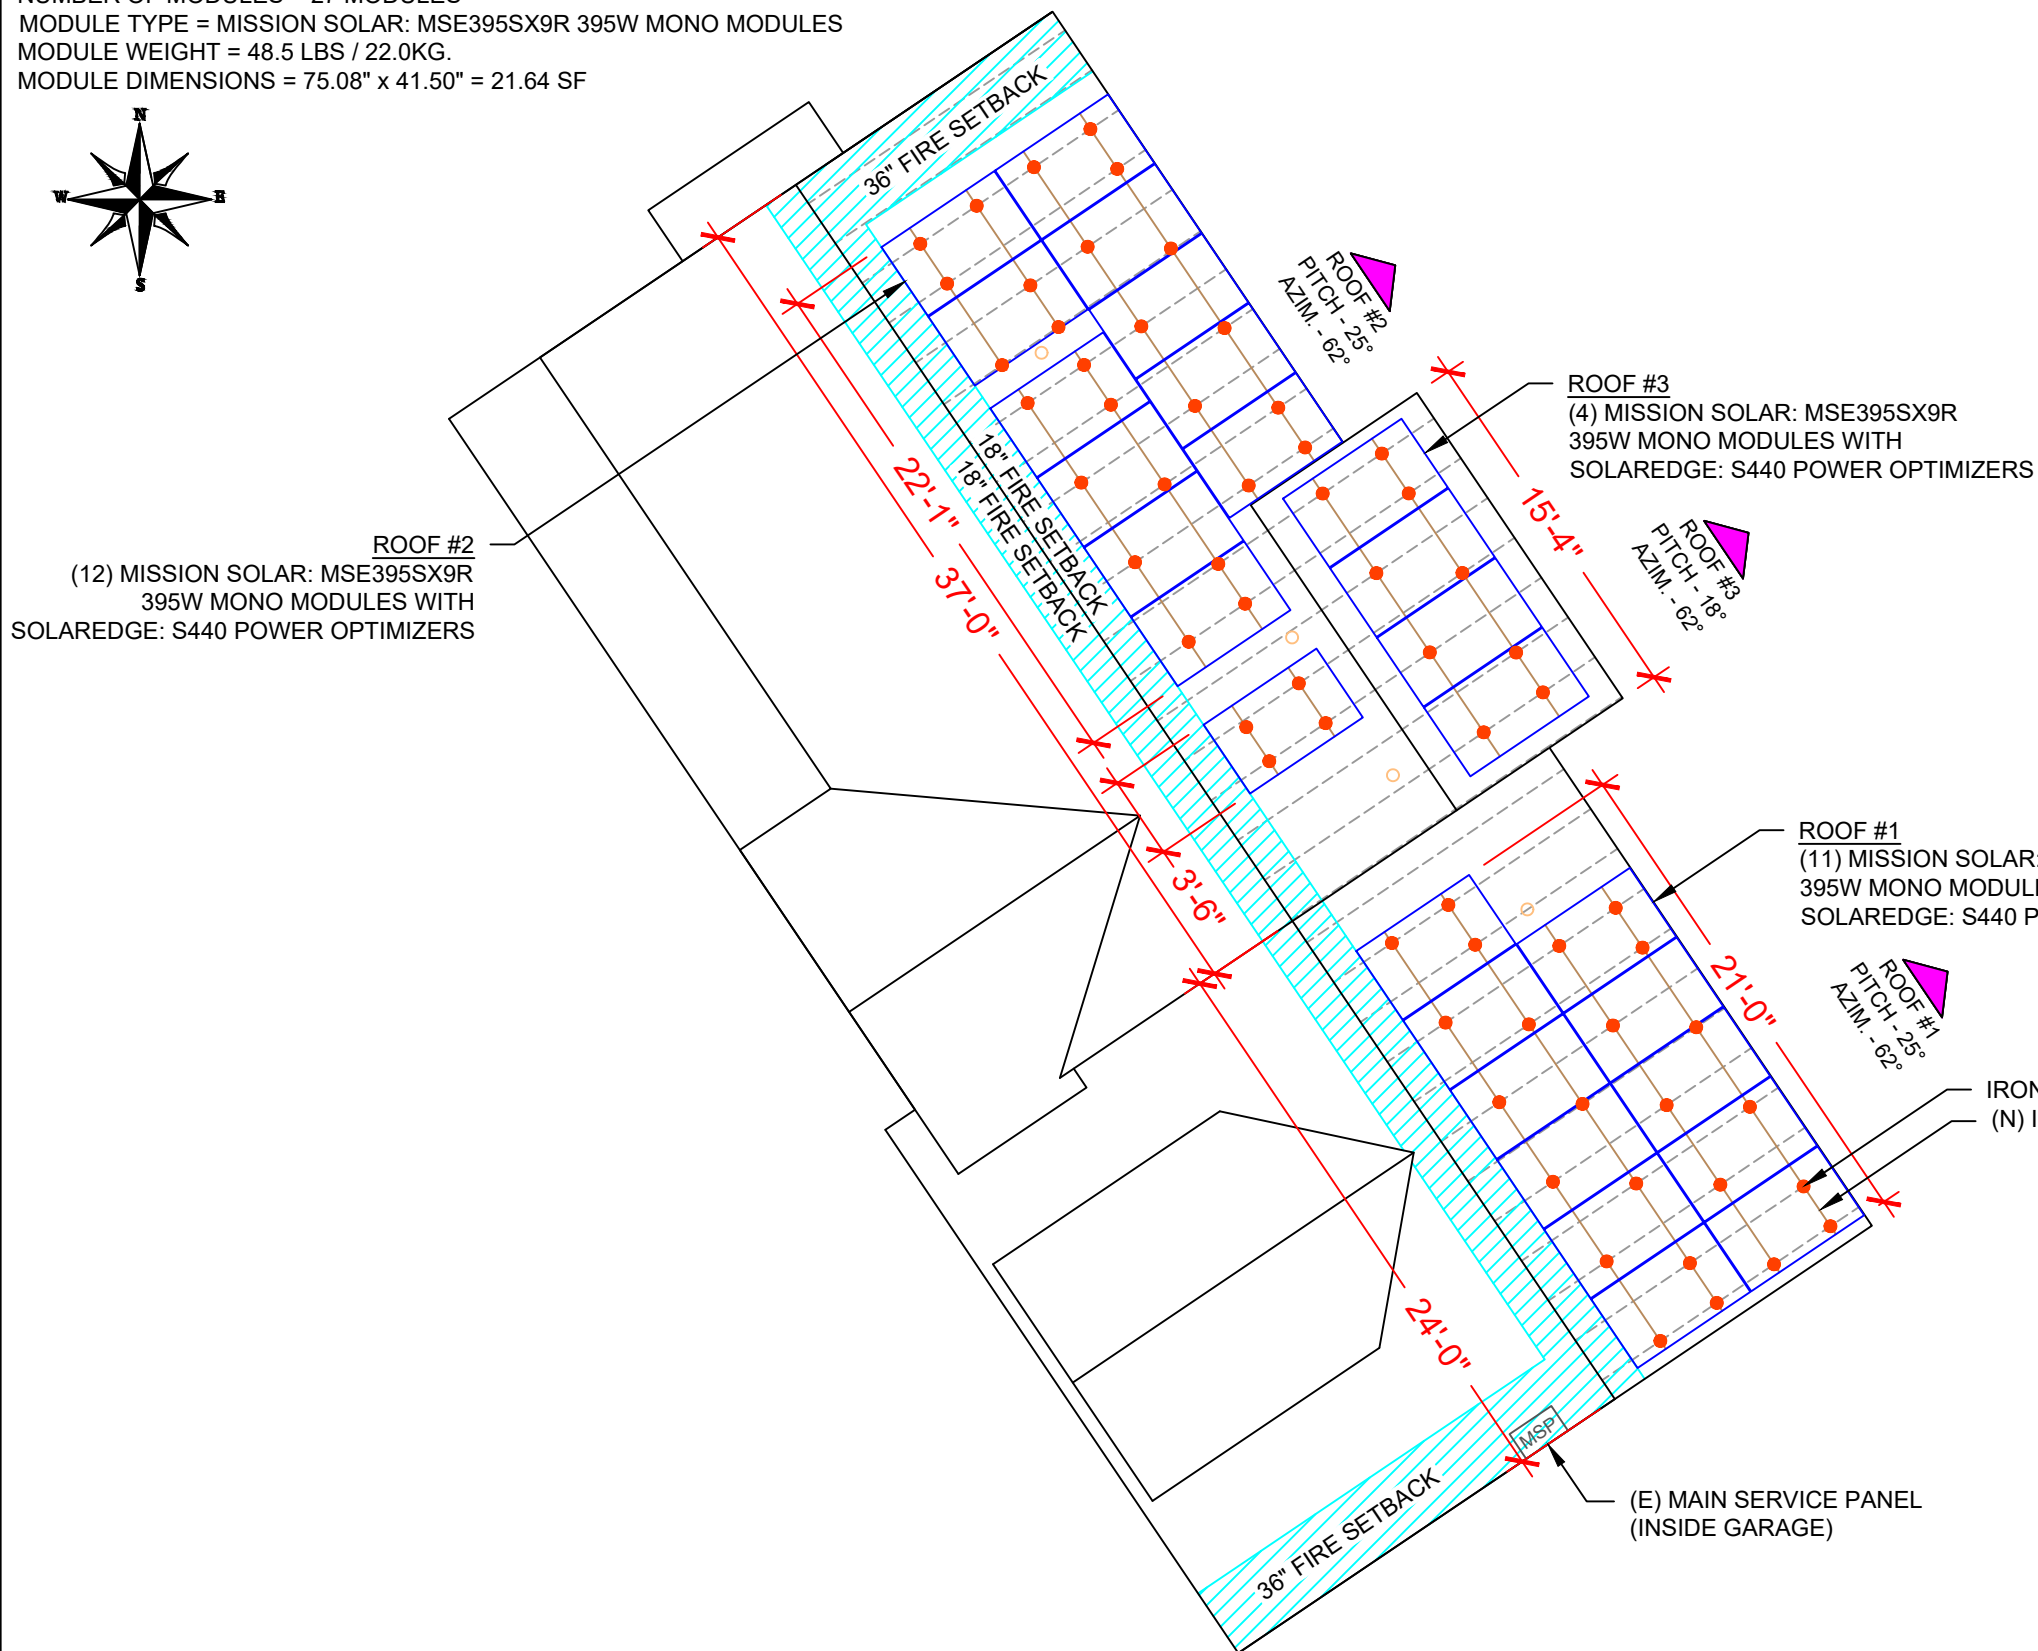 NUMBER OF MODULES = 27 MODULES
MODULE TYPE = MISSION SOLAR: MSE395SX9R 395W MONO MODULES
MODULE WEIGHT = 48.5 LBS / 22.0KG.
MODULE DIMENSIONS = 75.08" x 41.50" = 21.64 SF
N
W
E
S
36" FIRE SETBACK
ROOF #2
PITCH - 25°
AZIM. - 62°
ROOF #3
(4) MISSION SOLAR: MSE395SX9R
395W MONO MODULES WITH
SOLAREDGE: S440 POWER OPTIMIZERS
22'-1"
18" FIRE SETBACK
18" FIRE SETBACK
37'-0"
15'-4"
ROOF #3
PITCH - 18°
AZIM. - 62°
ROOF #2
(12) MISSION SOLAR: MSE395SX9R
395W MONO MODULES WITH
SOLAREDGE: S440 POWER OPTIMIZERS
3'-6"
ROOF #1
(11) MISSION SOLAR:
395W MONO MODUL
SOLAREDGE: S440 P
21'-0"
ROOF #1
PITCH - 25°
AZIM. - 62°
IRON
(N) I
24'-0"
MSP
36" FIRE SETBACK
(E) MAIN SERVICE PANEL
(INSIDE GARAGE)